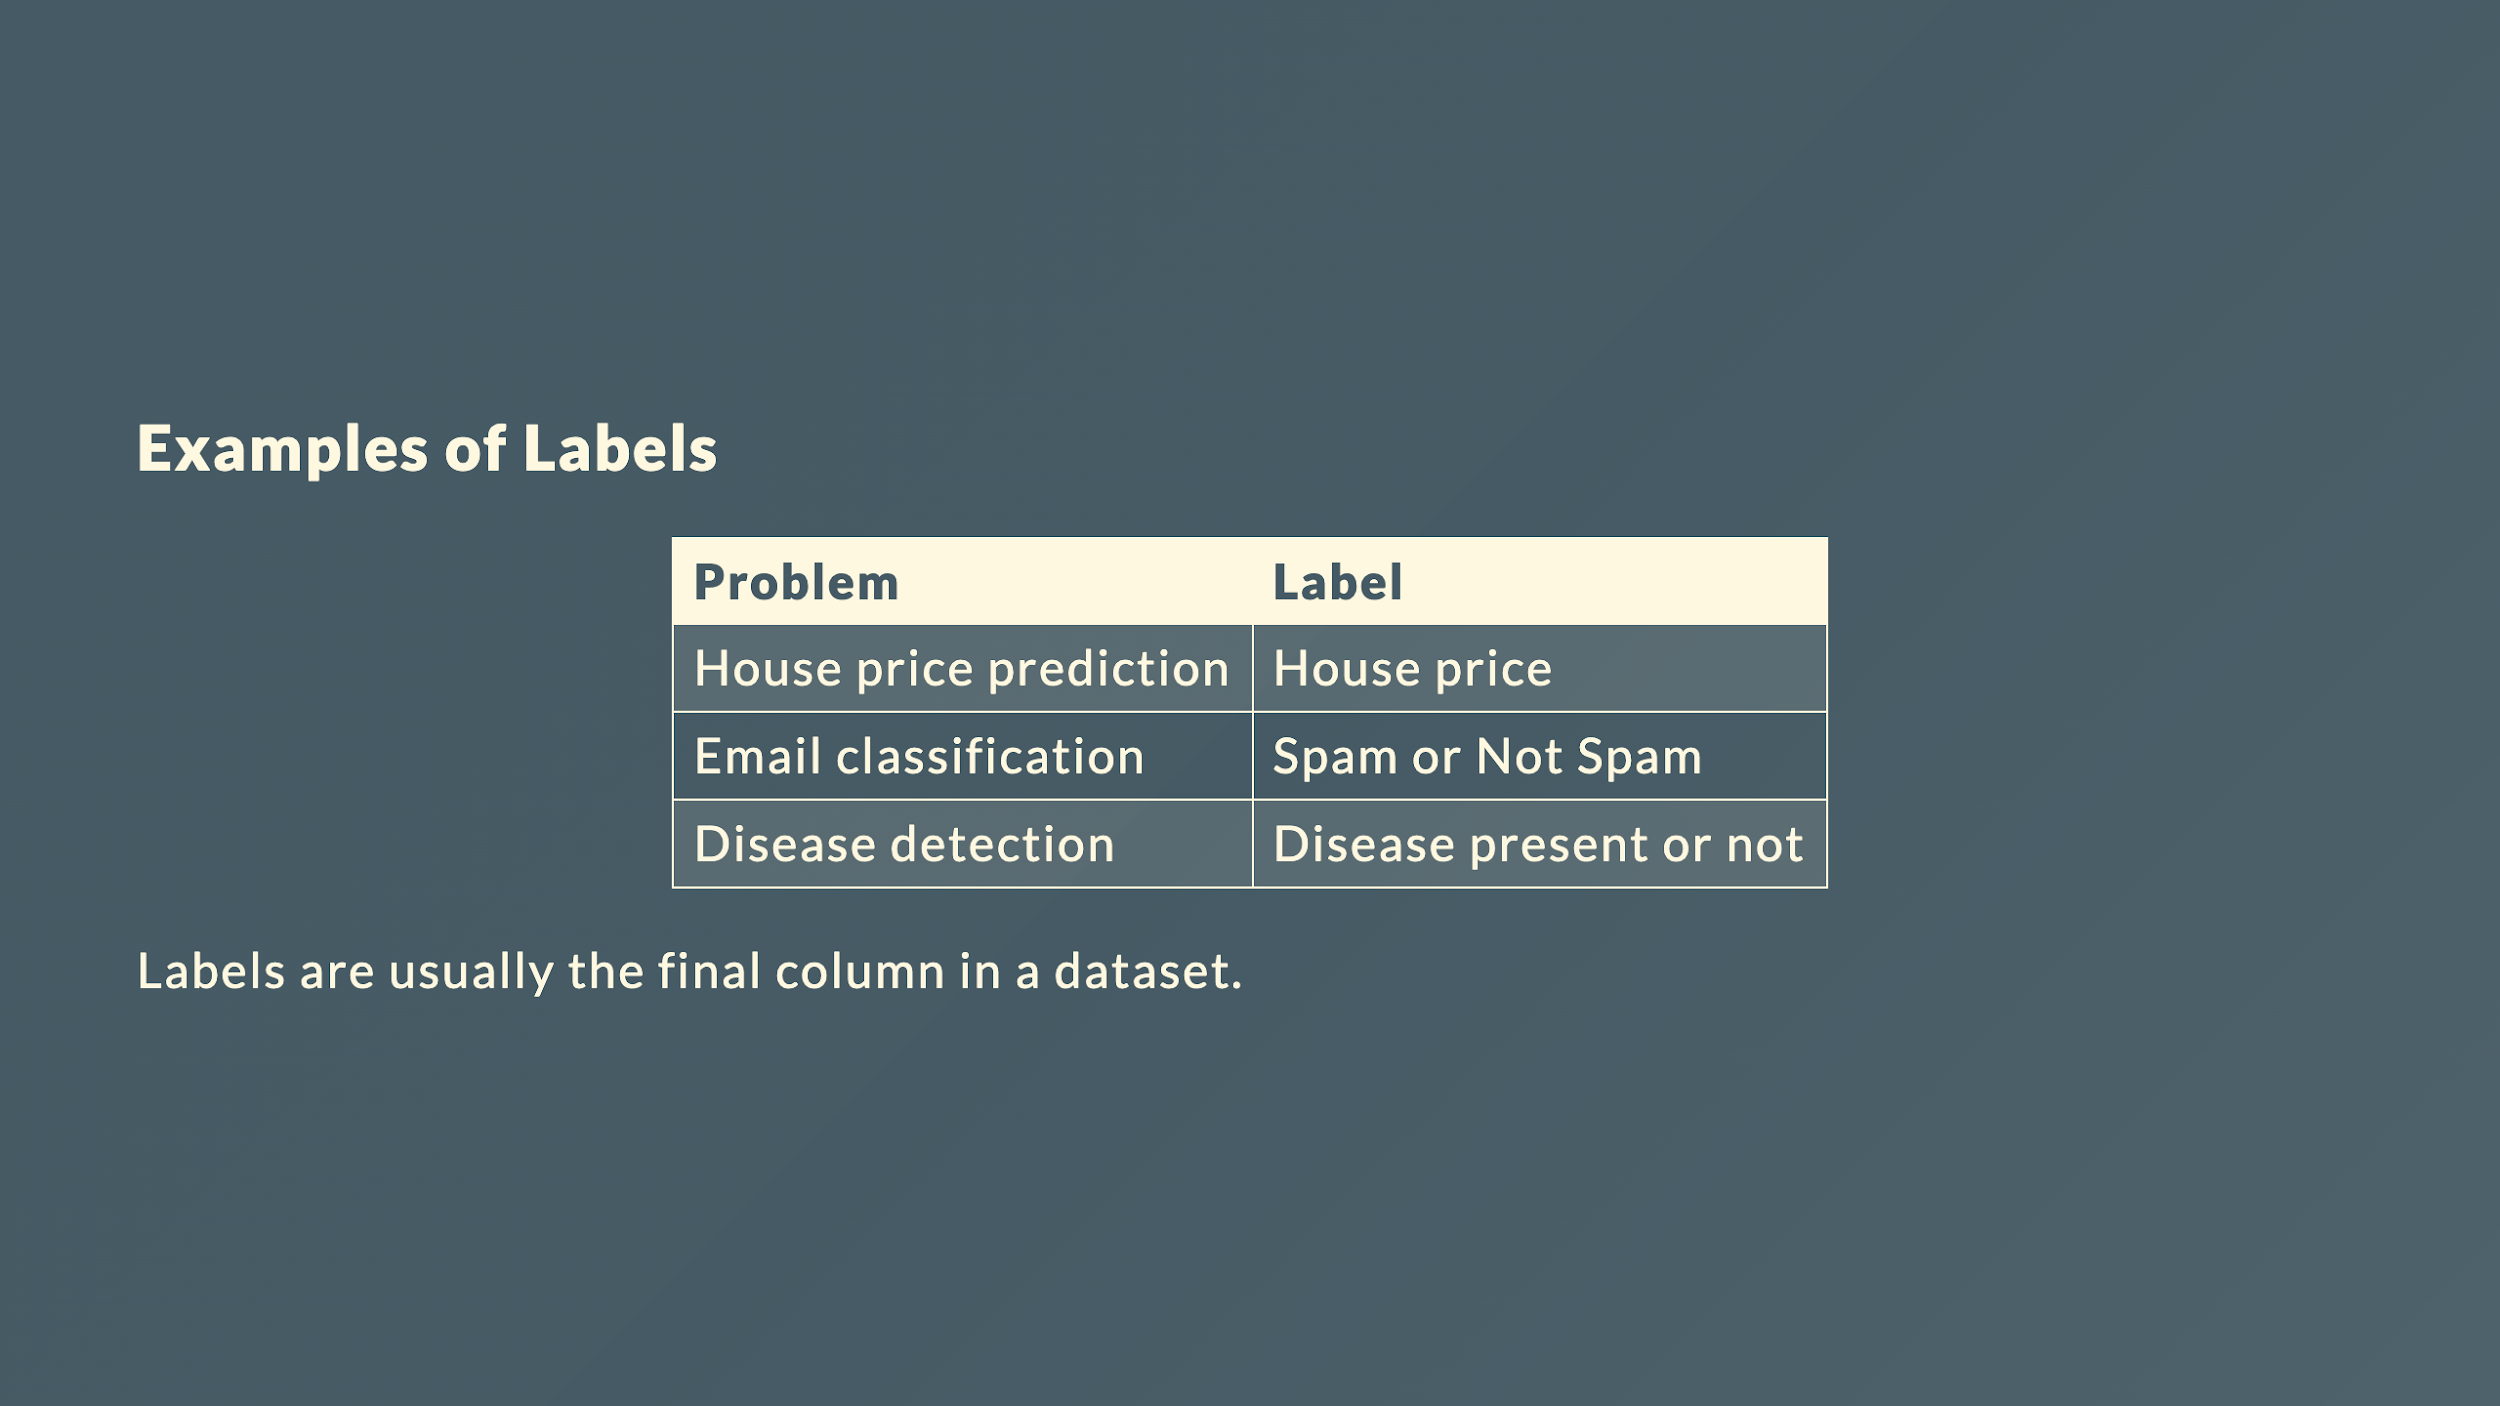 Examples of Labels
Problem Label
House price prediction House price
Email classification Spam or Not Spam
Disease detection Disease present or not
Labels are usually the final column in a dataset.